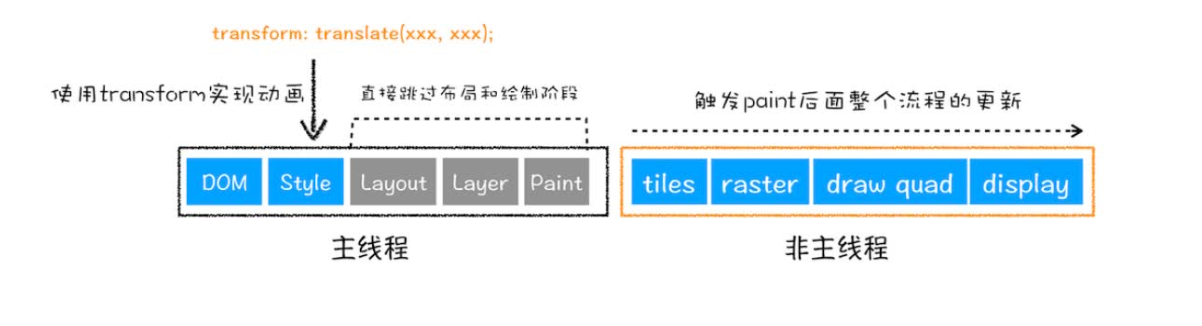 transform: translate(xxx, xxx);
使用transform实现动画
直接跳过布局和绘制阶段
触发paint后面整个流程的更新
DOM Style Layout Layer Paint
tiles raster draw quad display
主线程
非主线程